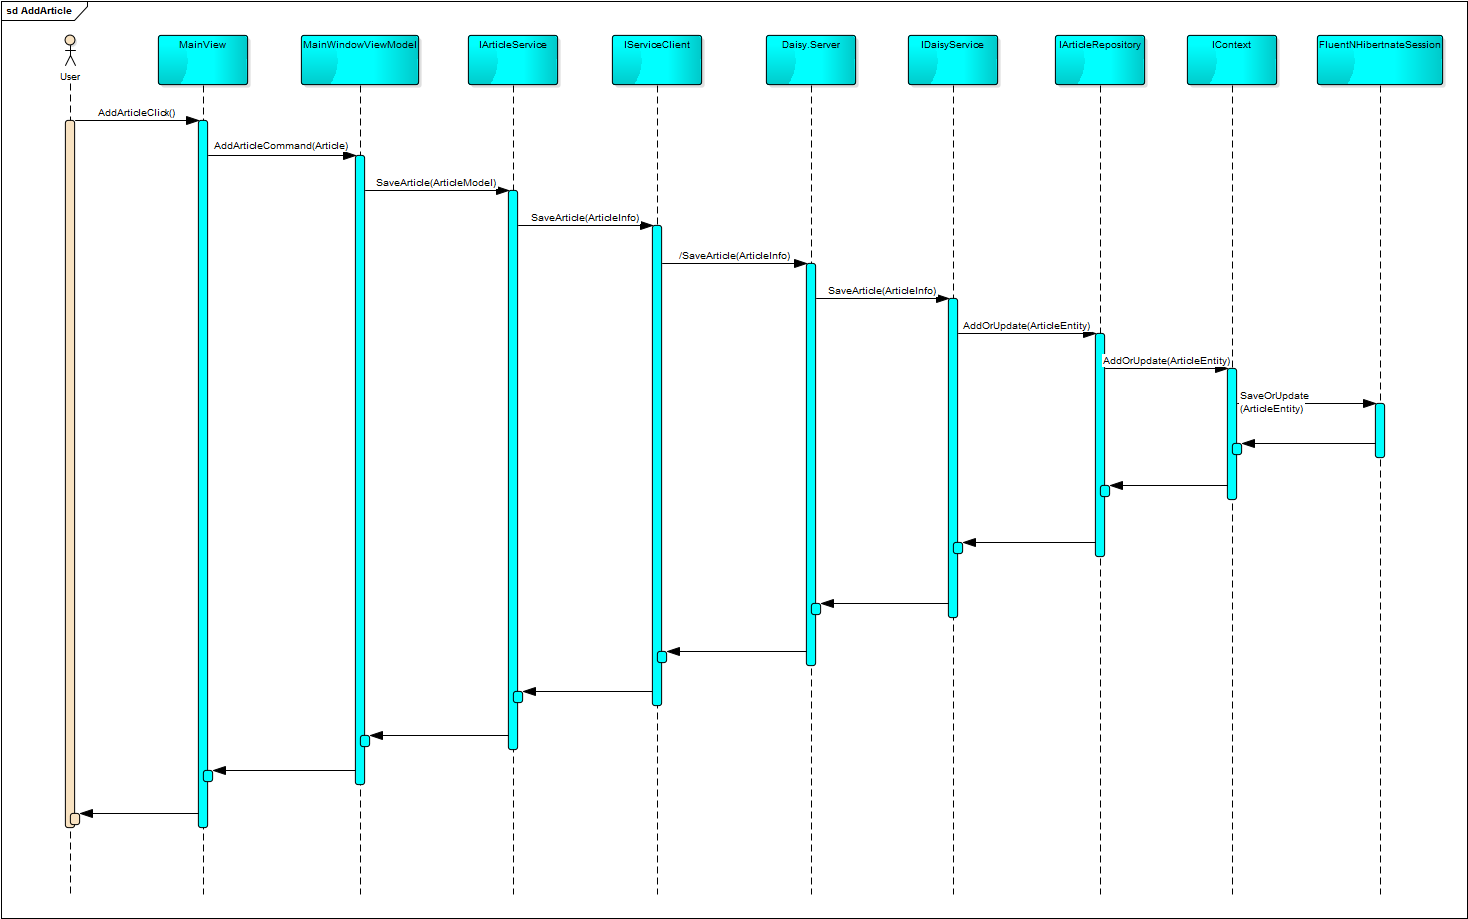 sd AddArticle
User
MainView
MainWindowViewModel
IArticleService
IServiceClient
Daisy.Server
IDaisyService
IArticleRepository
IContext
FluentNHibertnateSession
AddArticleClick()
AddArticleCommand(Article)
SaveArticle(ArticleModel)
SaveArticle(ArticleInfo)
/SaveArticle(ArticleInfo)
SaveArticle(ArticleInfo)
AddOrUpdate(ArticleEntity)
AddOrUpdate(ArticleEntity)
SaveOrUpdate
(ArticleEntity)